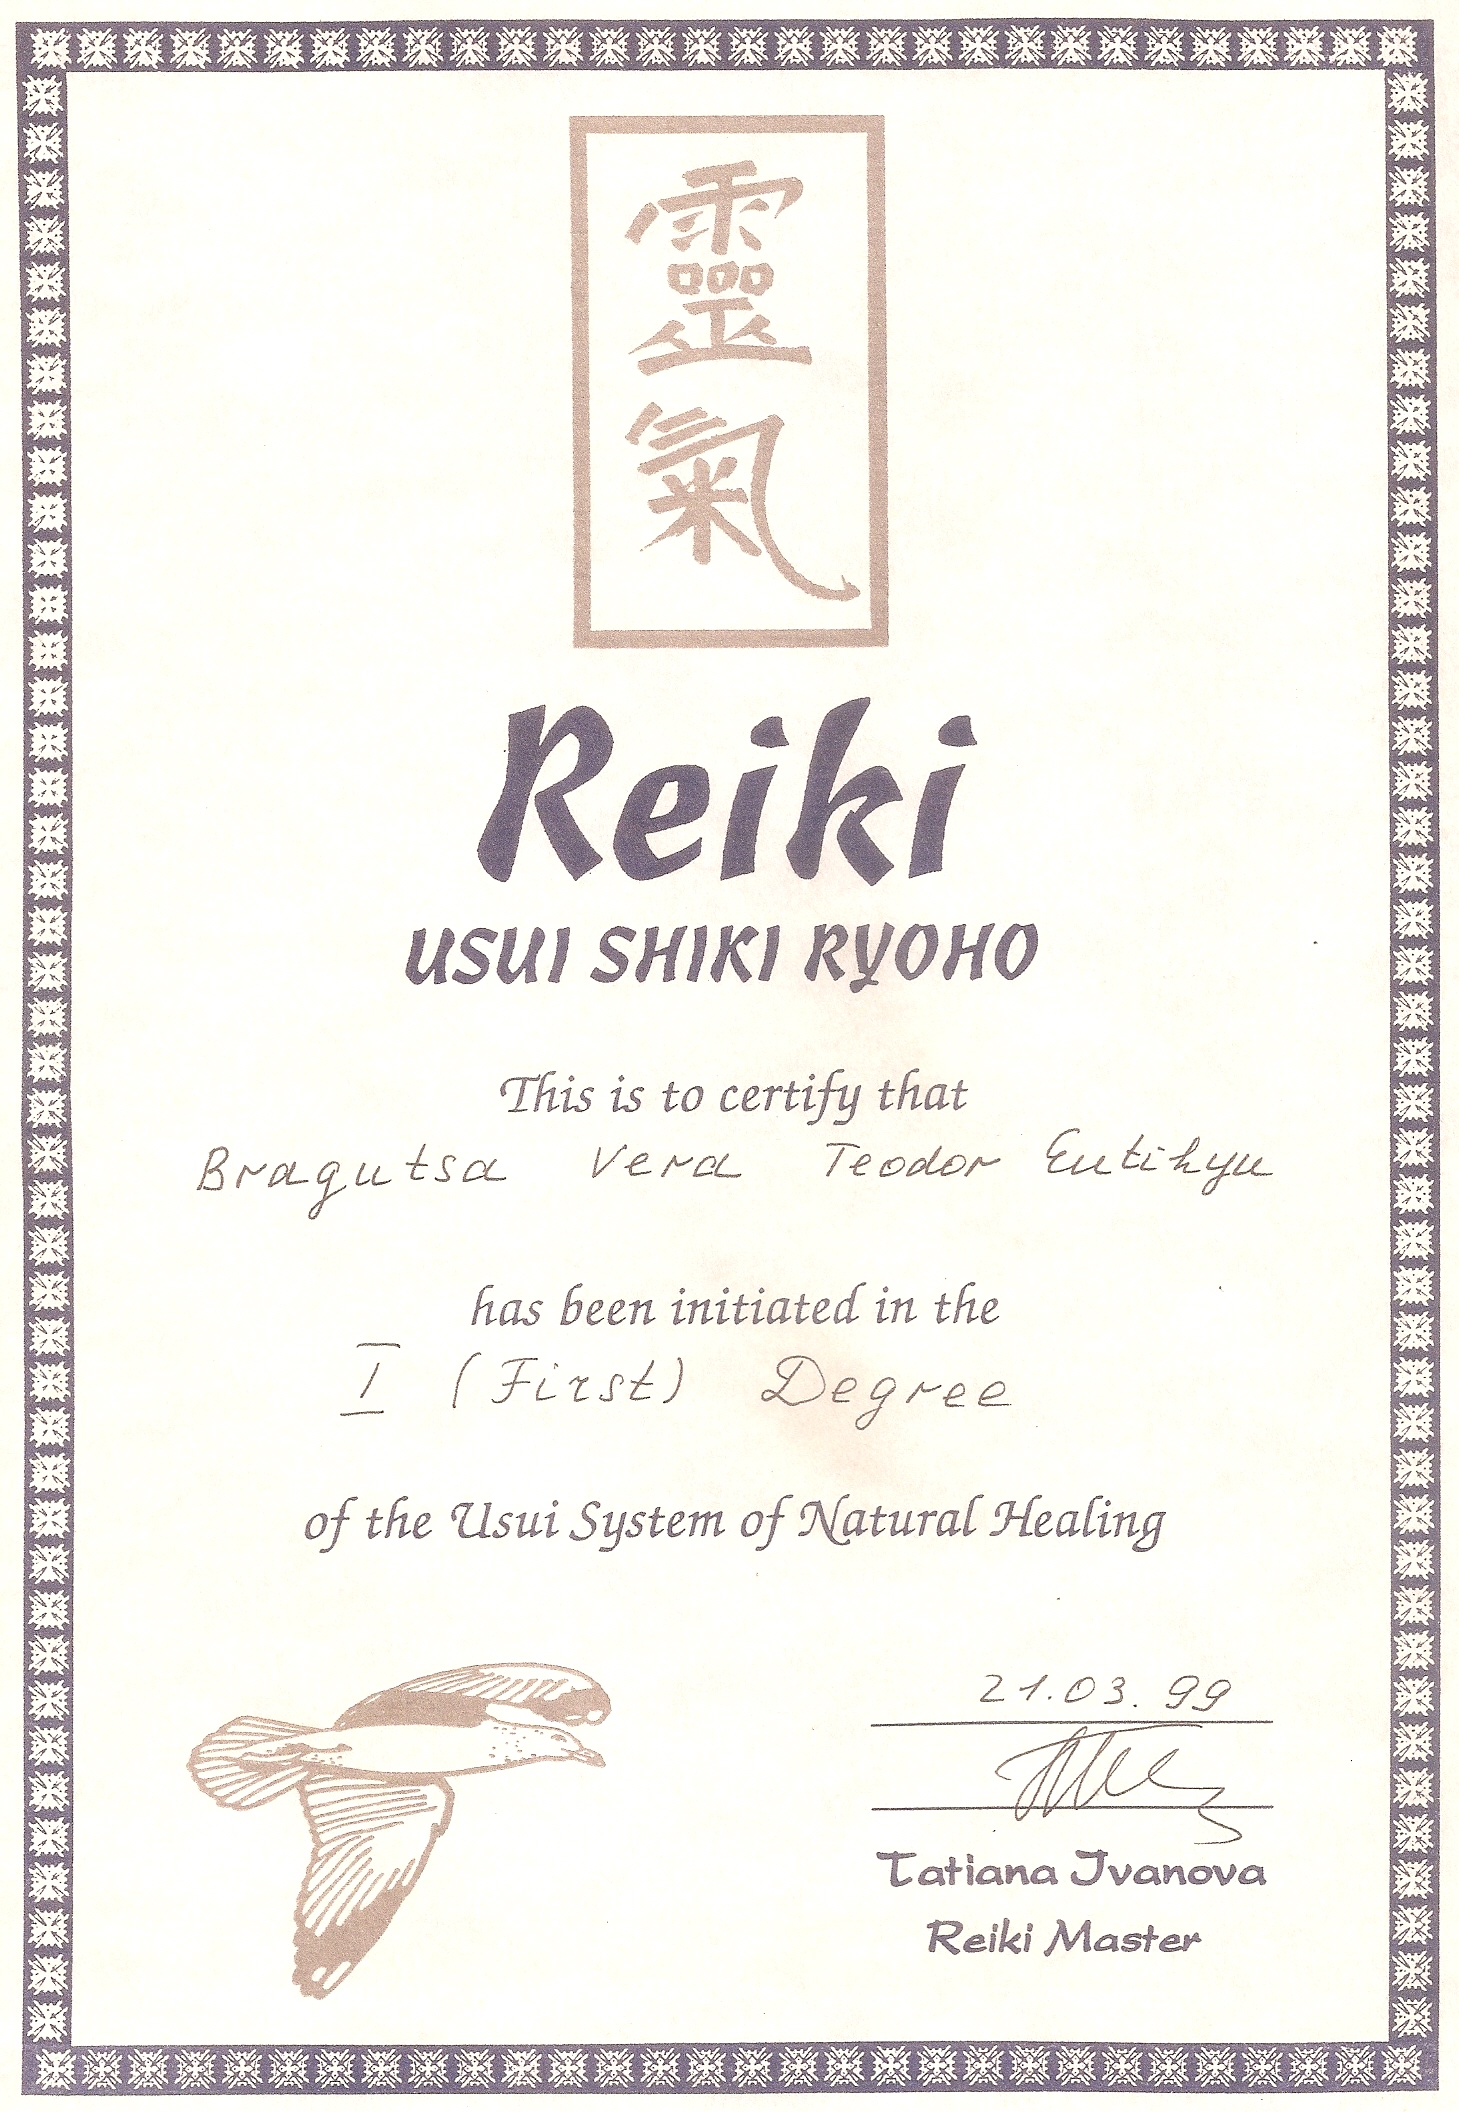 靈
氣
Reiki
USUI SHIKI RYOHO
This is to certify that
Bragutsa Vera Teodor Eutihyu
has been initiated in the
I (First) Degree
of the Usui System of Natural Healing
21.03.99
Tatiana Ivanova
Reiki Master